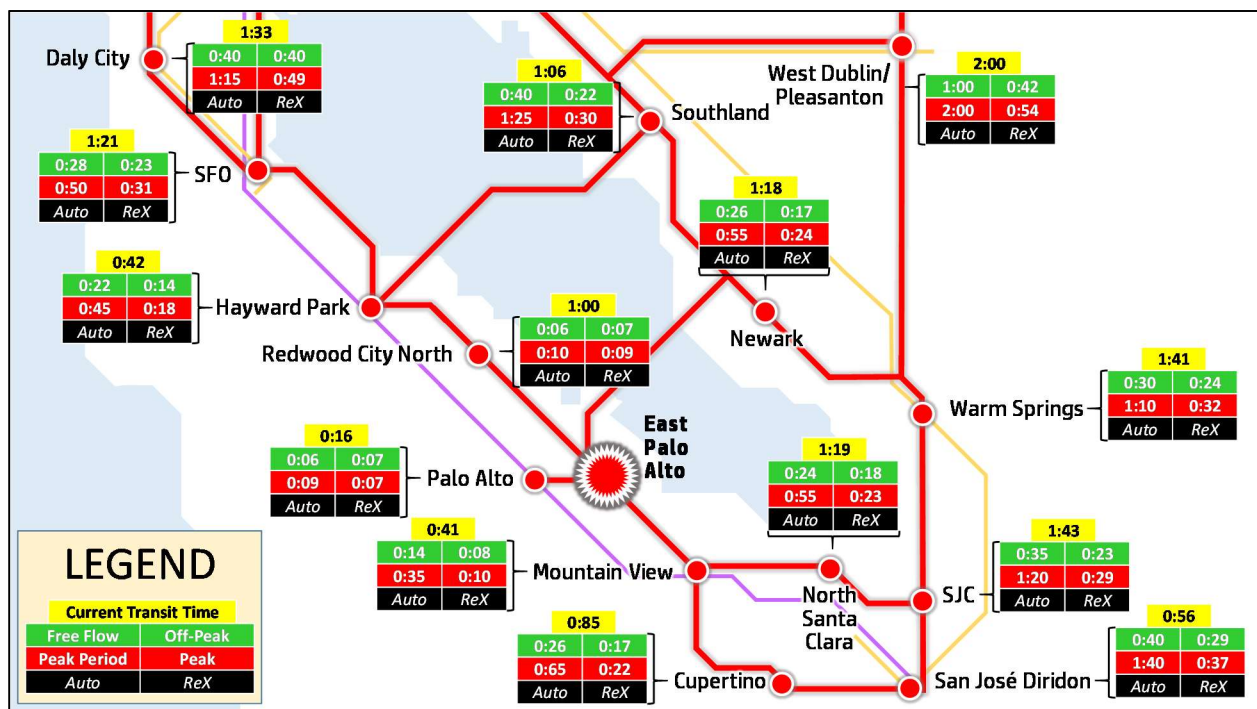 Daly City
1:33
0:40 0:40
1:15 0:49
Auto ReX
1:06
0:40 0:22
1:25 0:30
Auto ReX
Southland
West Dublin/
Pleasanton
2:00
1:00 0:42
2:00 0:54
Auto ReX
1:21
0:28 0:23
0:50 0:31
Auto ReX
SFO
1:18
0:26 0:17
0:55 0:24
Auto ReX
Newark
0:42
0:22 0:14
0:45 0:18
Auto ReX
Hayward Park
Redwood City North
1:00
0:06 0:07
0:10 0:09
Auto ReX
Warm Springs
1:41
0:30 0:24
1:10 0:32
Auto ReX
0:16
0:06 0:07
0:09 0:07
Auto ReX
Palo Alto
East
Palo
Alto
1:19
0:24 0:18
0:55 0:23
Auto ReX
North
Santa
Clara
0:41
0:14 0:08
0:35 0:10
Auto ReX
Mountain View
SJC
1:43
0:35 0:23
1:20 0:29
Auto ReX
0:85
0:26 0:17
0:65 0:22
Auto ReX
Cupertino
San José Diridon
0:56
0:40 0:29
1:40 0:37
Auto ReX
LEGEND
Current Transit Time
Free Flow Off-Peak
Peak Period Peak
Auto ReX